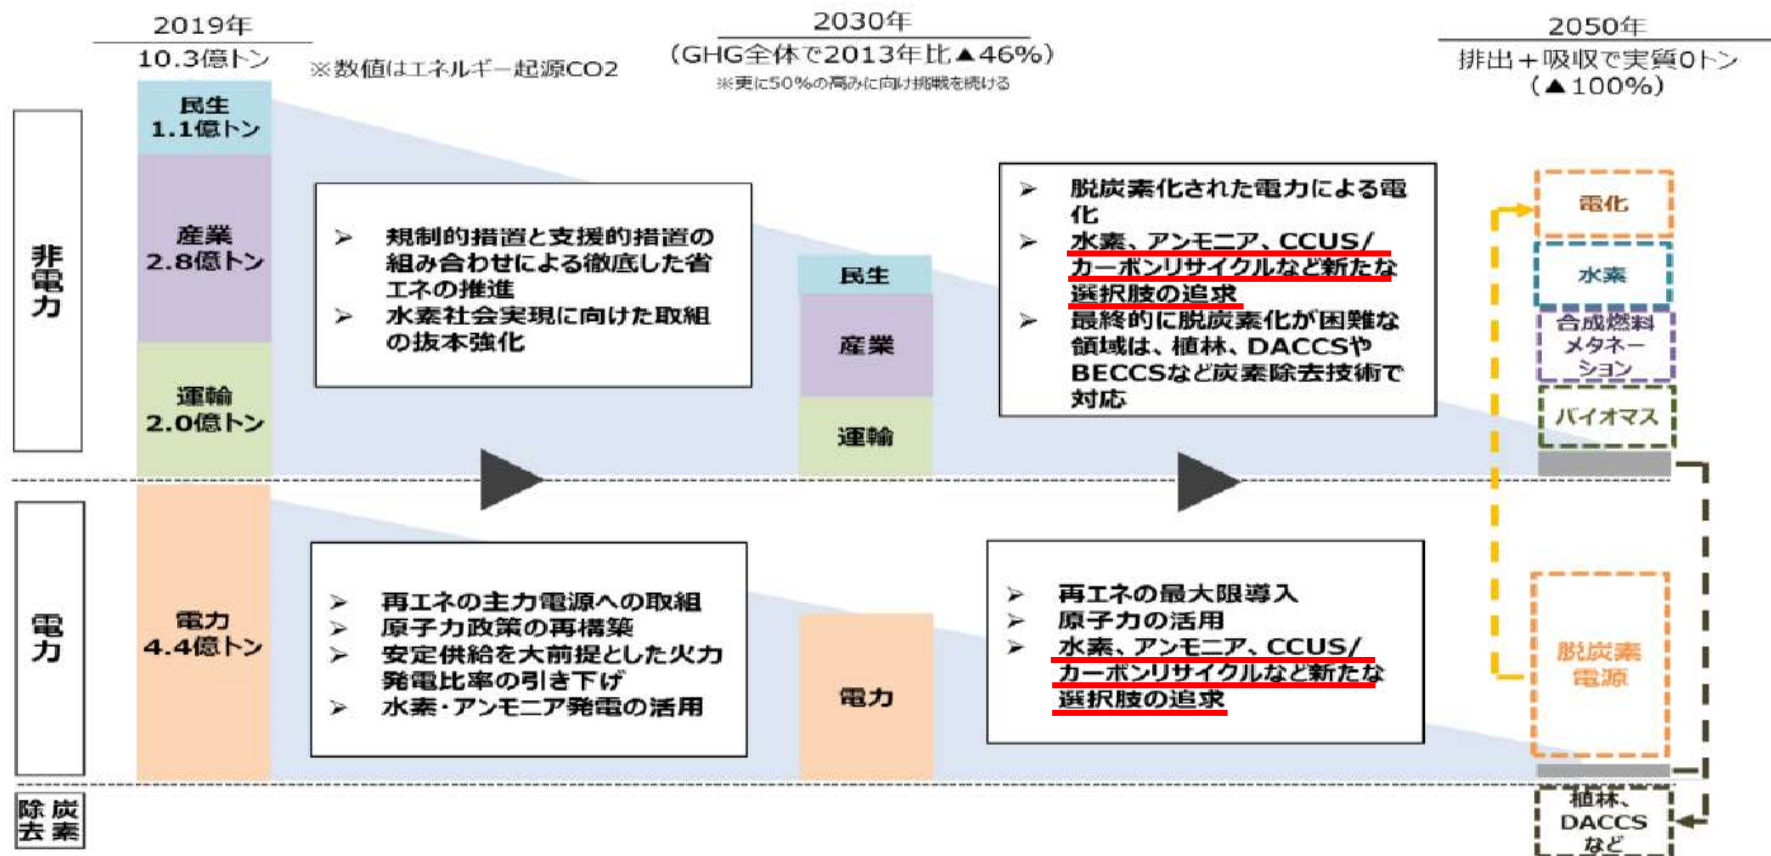 2019年
10.3億トン
※数値はエネルギー起源CO2
2030年
(GHG全体で2013年比▲46%)
※更に50%の高みに向け挑戦を続ける
2050年
排出+吸収で実質0トン
(▲100%)
非電力
民生
1.1億トン
産業
2.8億トン
運輸
2.0億トン
➢ 規制的措置と支援的措置の
組み合わせによる徹底した省
エネの推進
➢ 水素社会実現に向けた取組
の抜本強化
民生
産業
運輸
➢ 脱炭素化された電力による電
化
➢ 水素、アンモニア、CCUS/
カーボンリサイクルなど新たな
選択肢の追求
➢ 最終的に脱炭素化が困難な
領域は、植林、DACCSや
BECCSなど炭素除去技術で
対応
電化
水素
合成燃料
メタネー
ション
バイオマス
電力
電力
4.4億トン
➢ 再エネの主力電源への取組
➢ 原子力政策の再構築
➢ 安定供給を大前提とした火力
発電比率の引き下げ
➢ 水素・アンモニア発電の活用
電力
➢ 再エネの最大限導入
➢ 原子力の活用
➢ 水素、アンモニア、CCUS/
カーボンリサイクルなど新たな
選択肢の追求
脱炭素
電源
炭素除去
植林、
DACCS
など